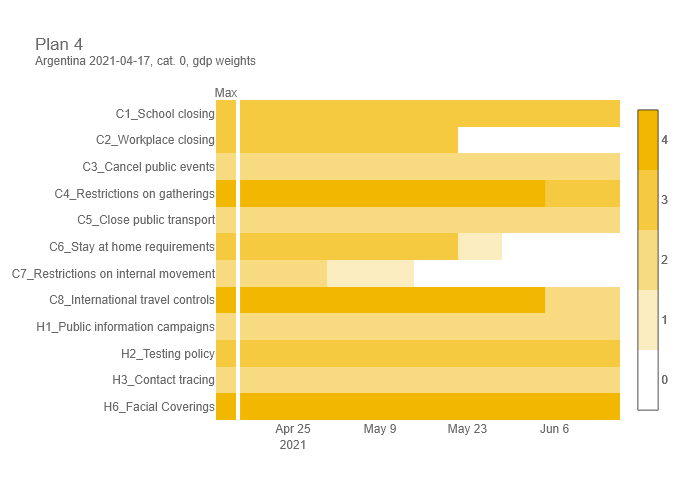 Plan 4
Argentina 2021-04-17, cat. 0, gdp weights
Max
C1_School closing
C2_Workplace closing
C3_Cancel public events
C4_Restrictions on gatherings
C5_Close public transport
C6_Stay at home requirements
C7_Restrictions on internal movement
C8_International travel controls
H1_Public information campaigns
H2_Testing policy
H3_Contact tracing
H6_Facial Coverings
Apr 25 May 9 May 23 Jun 6
2021
4
3
2
1
0